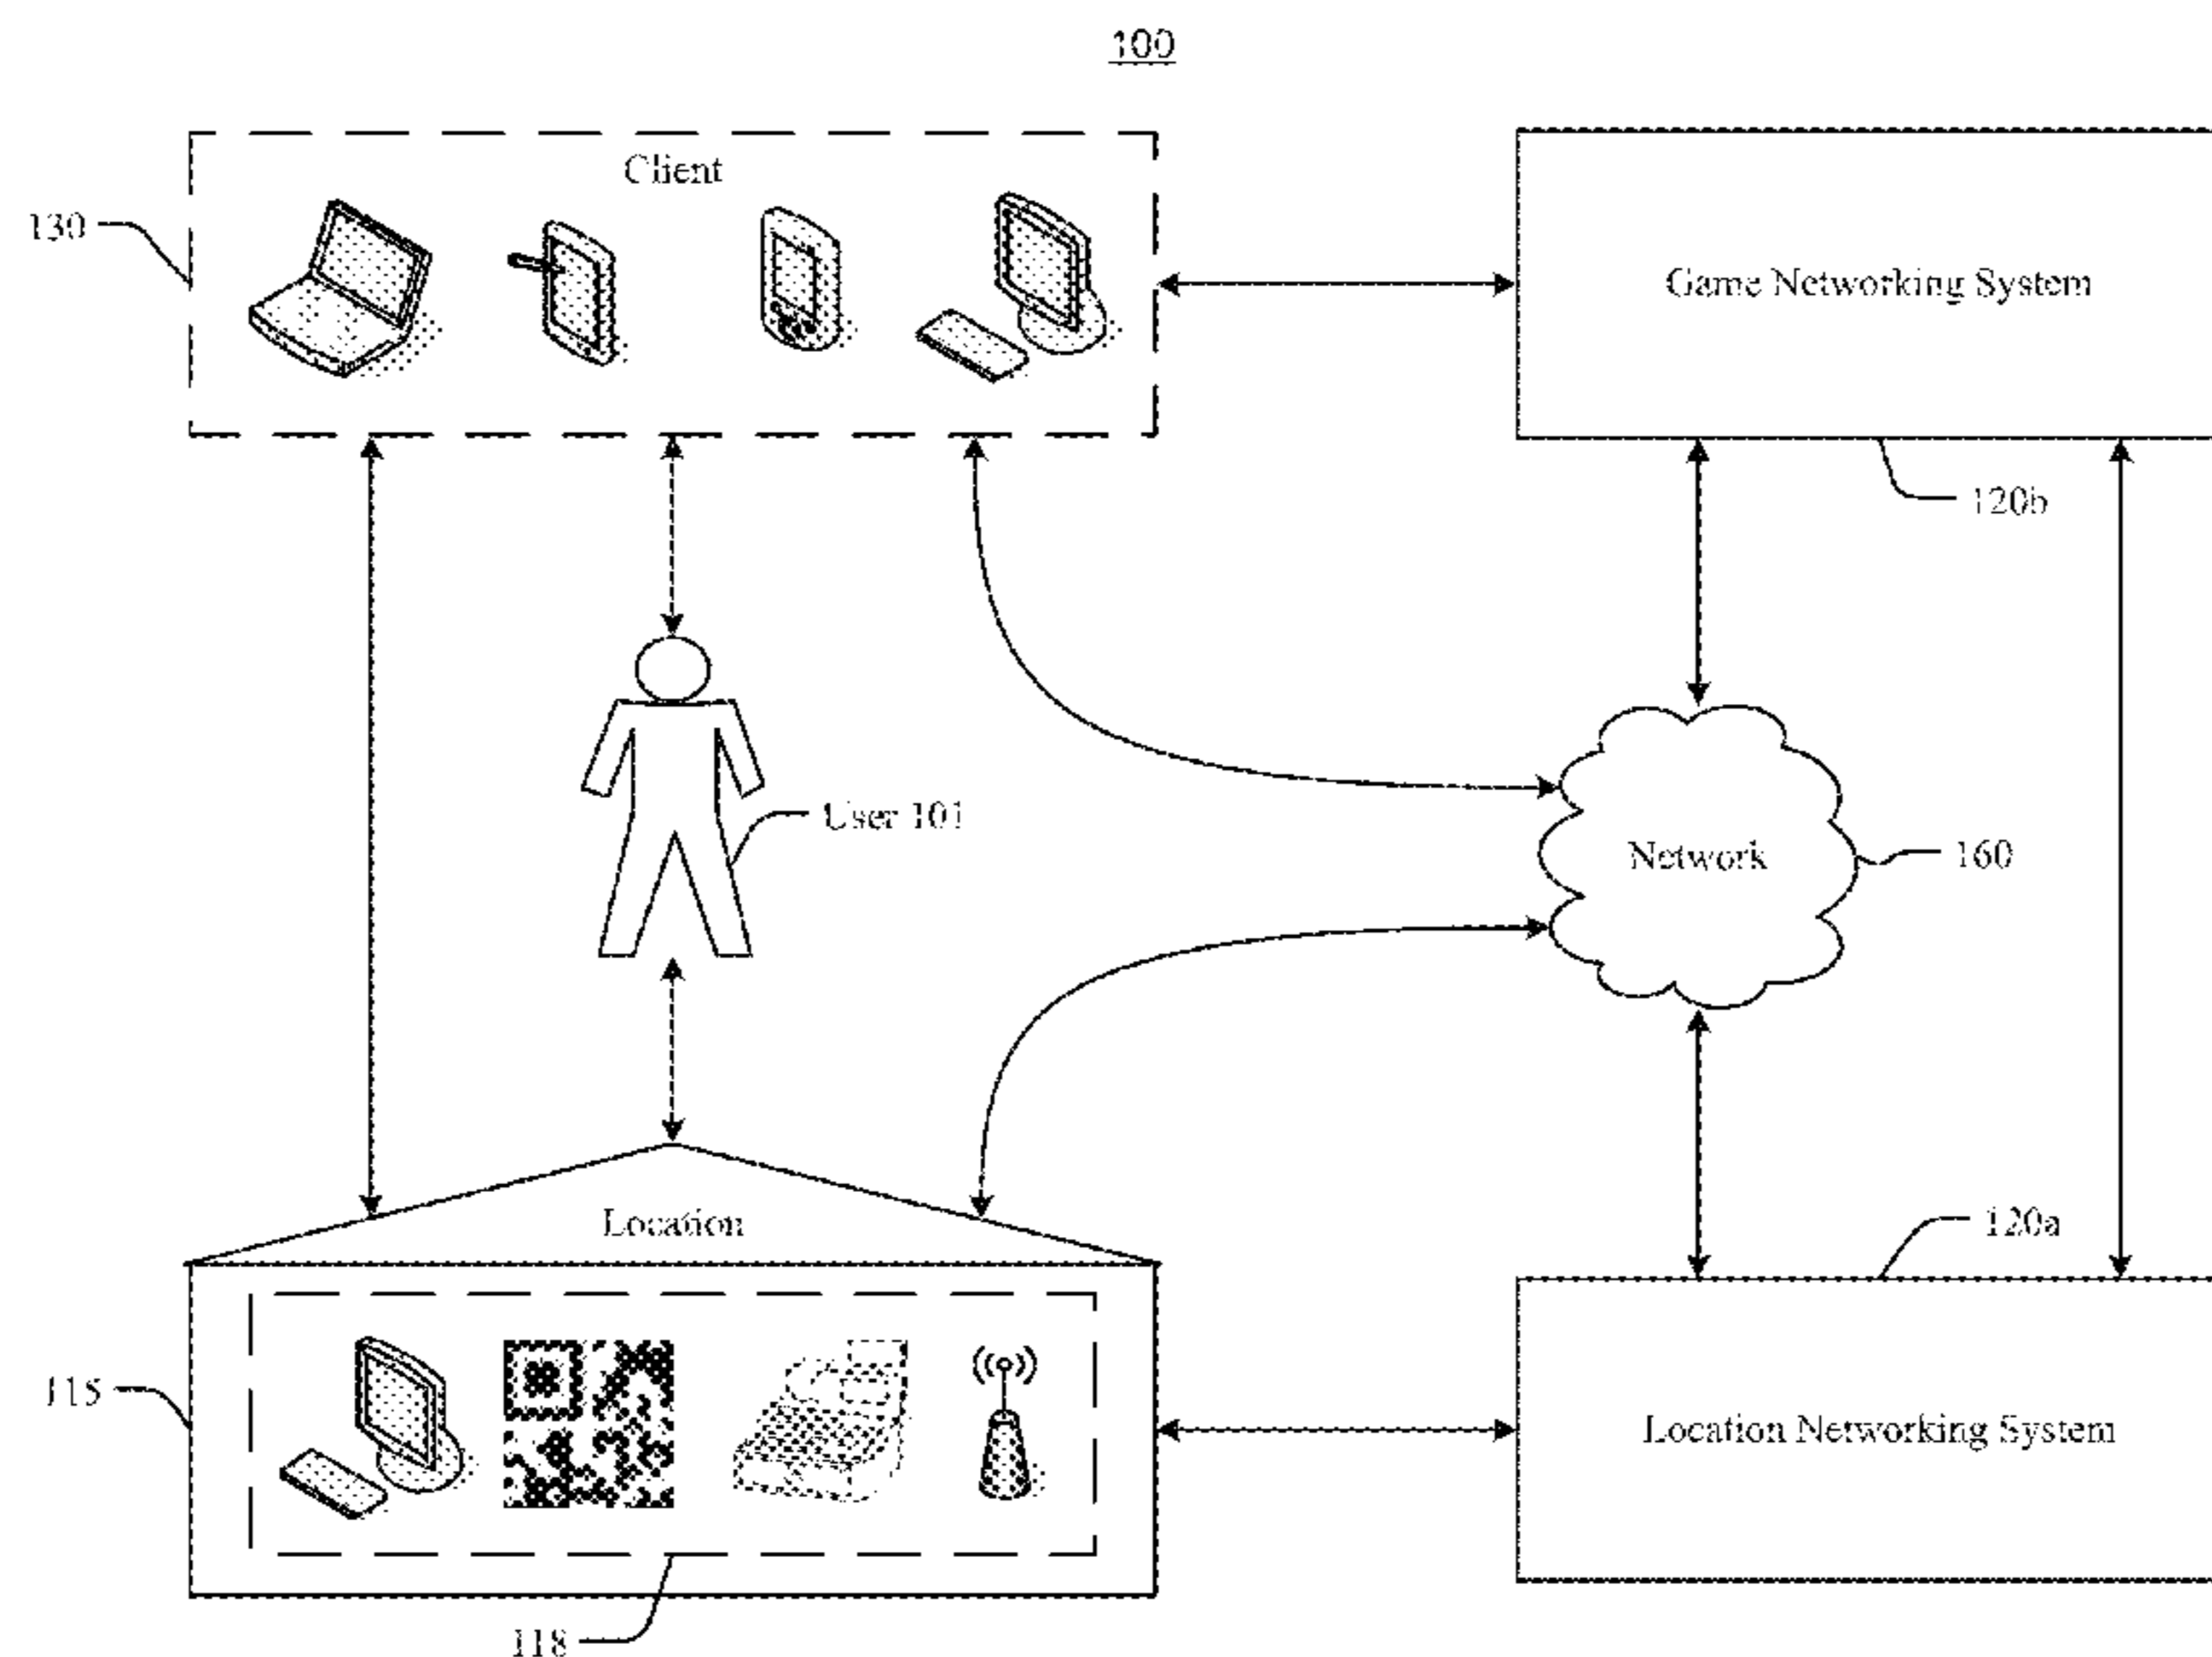 100
Client
130
Game Networking System
120b
User 101
Network
160
Location
120a
115
Location Networking System
118